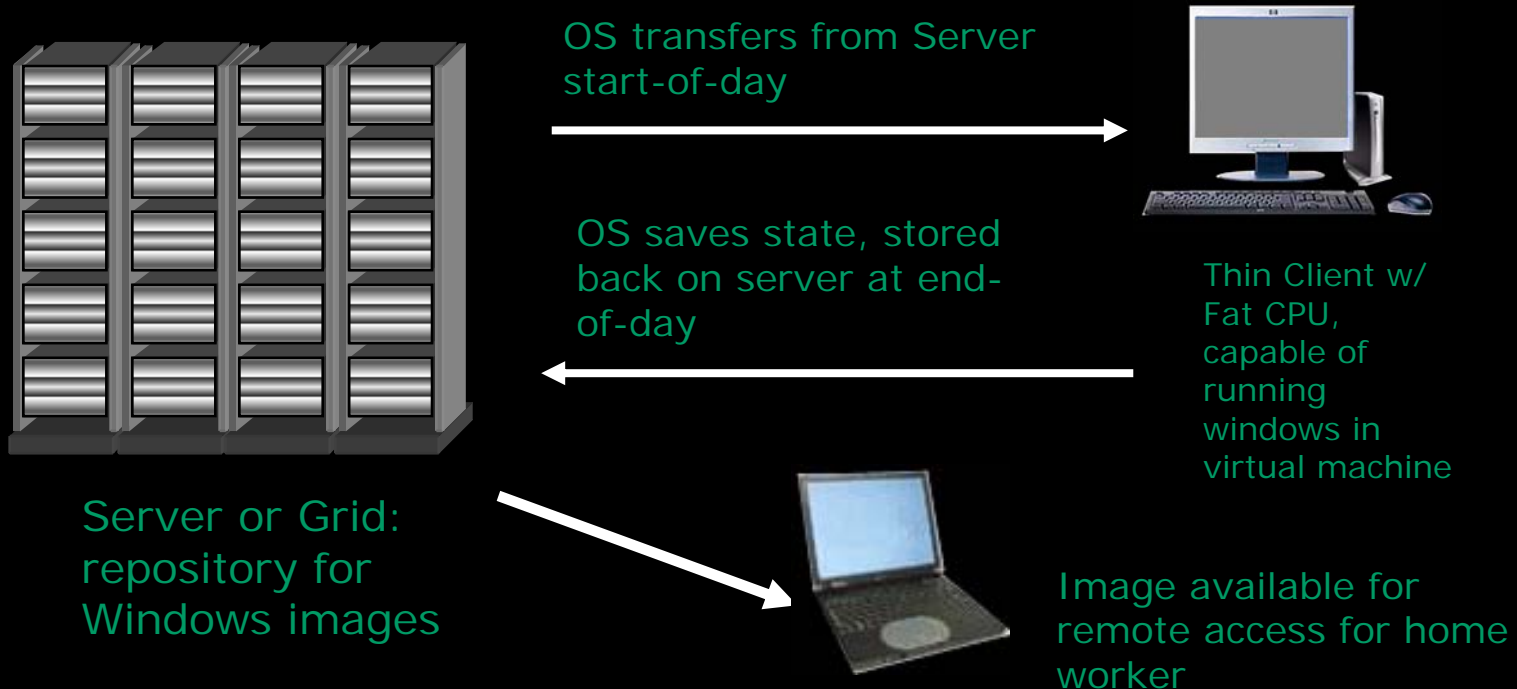 OS transfers from Server
start-of-day
OS saves state, stored
back on server at end-
of-day
Thin Client w/
Fat CPU,
capable of
running
windows in
virtual machine
Server or Grid:
repository for
Windows images
Image available for
remote access for home
worker